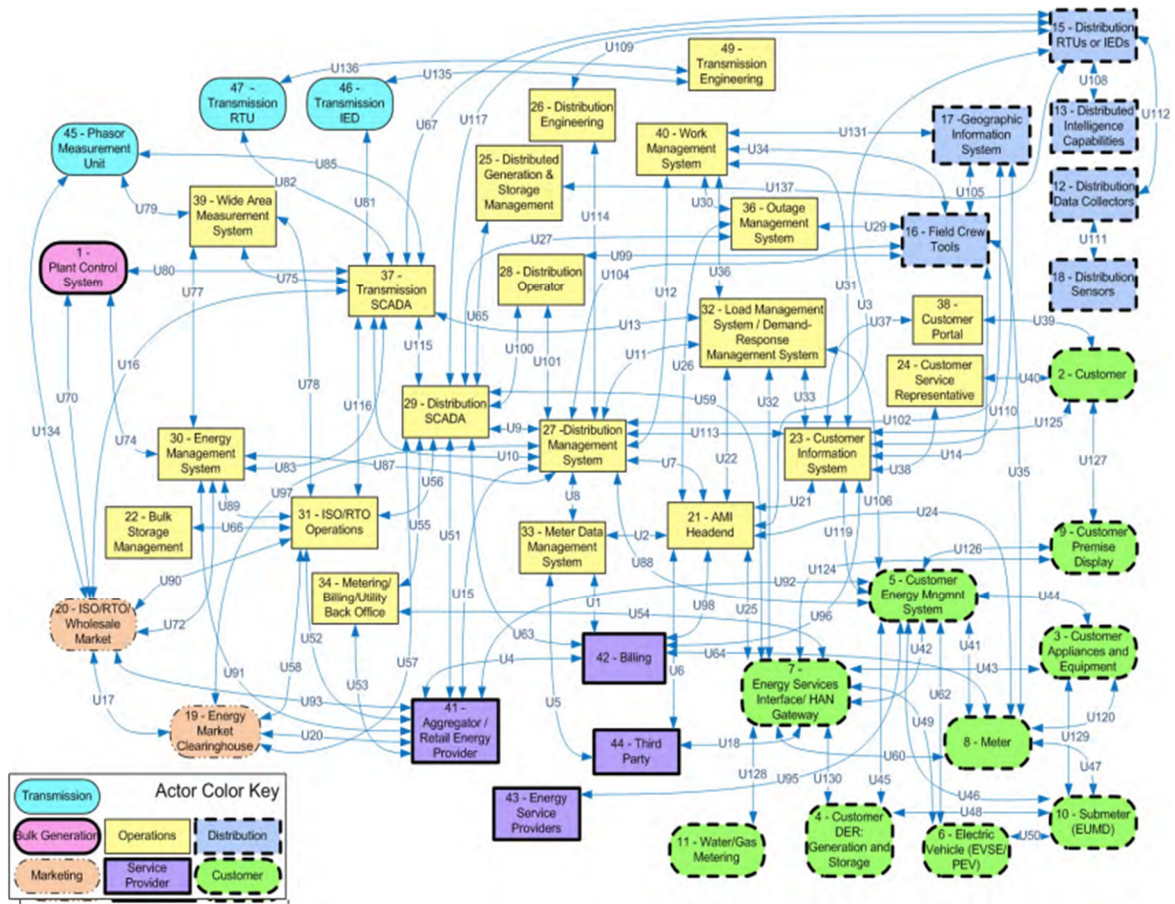 15 - Distribution
RTUs or IEDs
U109
49 -
Transmission
Engineering
U136
U135
47 -
Transmission
RTU
46 -
Transmission
IED
26 - Distribution
Engineering
U67
U117
U108
U112
45 - Phasor
Measurement
Unit
40 - Work
Management
System
U131
U34
17 -Geographic
Information
System
13 - Distributed
Intelligence
Capabilities
25 - Distributed
Generation &
Storage
Management
U85
U82
U81
U79
39 - Wide Area
Measurement
System
U137
U105
12 - Distribution
Data Collectors
U30
36 - Outage
Management
System
U29
16 - Field Crew
Tools
U114
U27
U99
U104
U111
1 -
Plant Control
System
U80
U75
U77
37 -
Transmission
SCADA
28 - Distribution
Operator
U36
U12
U31
U3
18 - Distribution
Sensors
U65
U13
U37
32 - Load Management
System / Demand-
Response
Management System
38 -
Customer
Portal
U39
U16
U115
U100
U101
U11
U26
24 - Customer
Service
Representative
U40
2 - Customer
U70
U78
U116
U134
29 - Distribution
SCADA
U59
U32
U33
U102
U110
U125
U74
30 - Energy
Management
System
U83
U87
U10
U9
27 -Distribution
Management
System
U113
23 - Customer
Information
System
U38
U14
U35
U127
U97
U56
U7
U22
U89
U66
U8
U21
U106
U24
22 - Bulk
Storage
Management
31 - ISO/RTO
Operations
U55
U51
33 - Meter Data
Management
System
U2
21 - AMI
Headend
U119
U126
9 - Customer
Premise
Display
U90
34 - Metering/
Billing/Utility
Back Office
U15
U88
U124
U92
5 - Customer
Energy Mngmnt
System
U44
20 - ISO/RTO/
Wholesale
Market
U72
U52
U54
U1
U98
U25
U96
U63
U41
U42
U43
3 - Customer
Appliances and
Equipment
U58
U57
U53
U4
42 - Billing
U64
U6
7 -
Energy Services
Interface/ HAN
Gateway
U62
U91
U93
U17
U5
U49
U120
19 - Energy
Market
Clearinghouse
U20
41 -
Aggregator /
Retail Energy
Provider
44 - Third
Party
U18
U60
8 - Meter
U129
U128
U95
U130
U45
U47
43 - Energy
Service
Providers
U46
U48
11 - Water/Gas
Metering
4 - Customer
DER:
Generation and
Storage
6 - Electric
Vehicle (EVSE/
PEV)
U50
10 - Submeter
(EUMD)
Actor Color Key
Transmission
Bulk Generation
Operations
Distribution
Marketing
Service
Provider
Customer